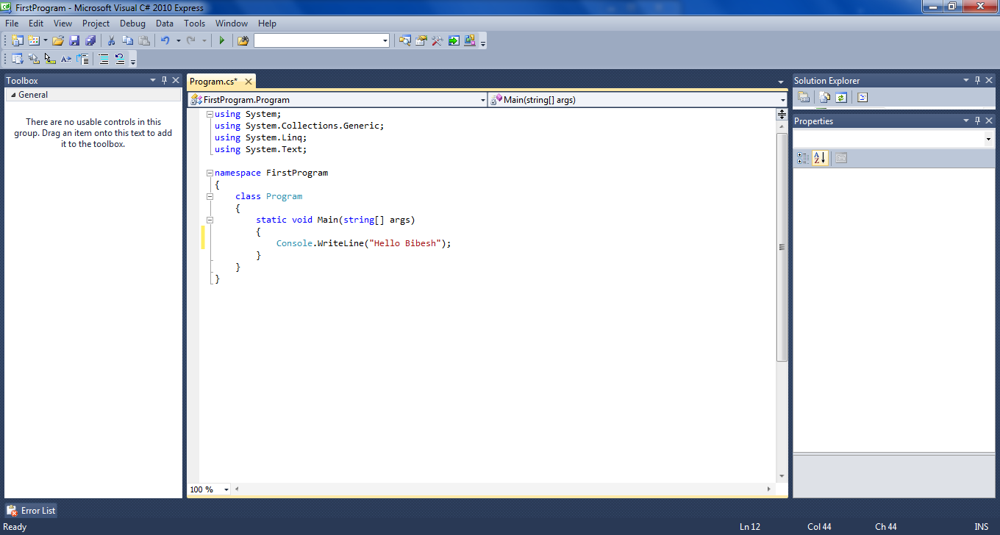 FirstProgram - Microsoft Visual C# 2010 Express
File Edit View Project Debug Data Tools Window Help
Toolbox
General
There are no usable controls in this
group. Drag an item onto this text to add
it to the toolbox.
Program.cs*
FirstProgram.Program
Main(string[] args)
using System;
using System.Collections.Generic;
using System.Linq;
using System.Text;
namespace FirstProgram
{
class Program
{
static void Main(string[] args)
{
Console.WriteLine("Hello Bibesh");
}
}
}
100 %
Solution Explorer
Properties
Error List
Ready
Ln 12 Col 44 Ch 44 INS